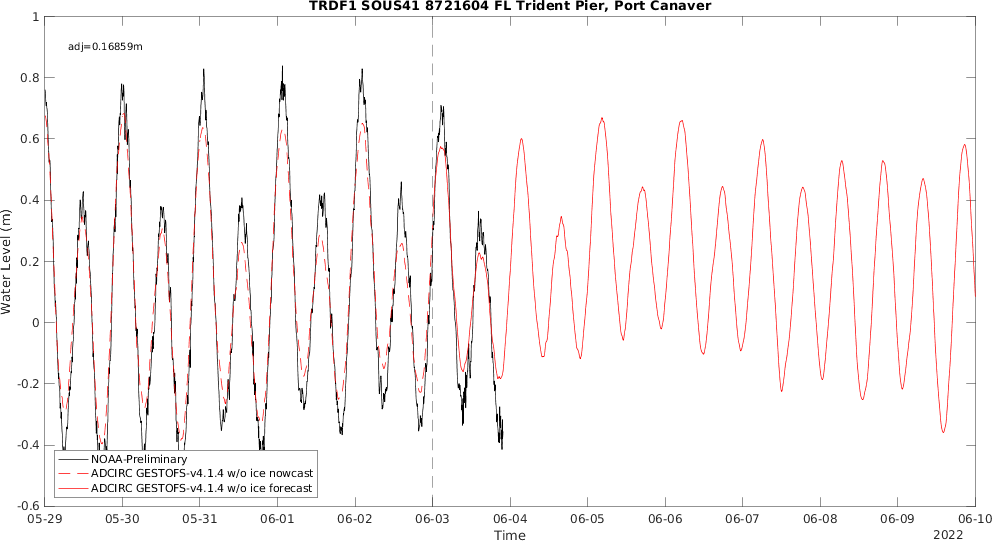 TRDF1 SOUS41 8721604 FL Trident Pier, Port Canaver
adj=0.16859m
1
0.8
0.6
0.4
0.2
0
-0.2
-0.4
-0.6
Water Level (m)
NOAA-Preliminary
ADCIRC GESTOFS-v4.1.4 w/o ice nowcast
ADCIRC GESTOFS-v4.1.4 w/o ice forecast
05-29 05-30 05-31 06-01 06-02 06-03 06-04 06-05 06-06 06-07 06-08 06-09 06-10
Time
2022